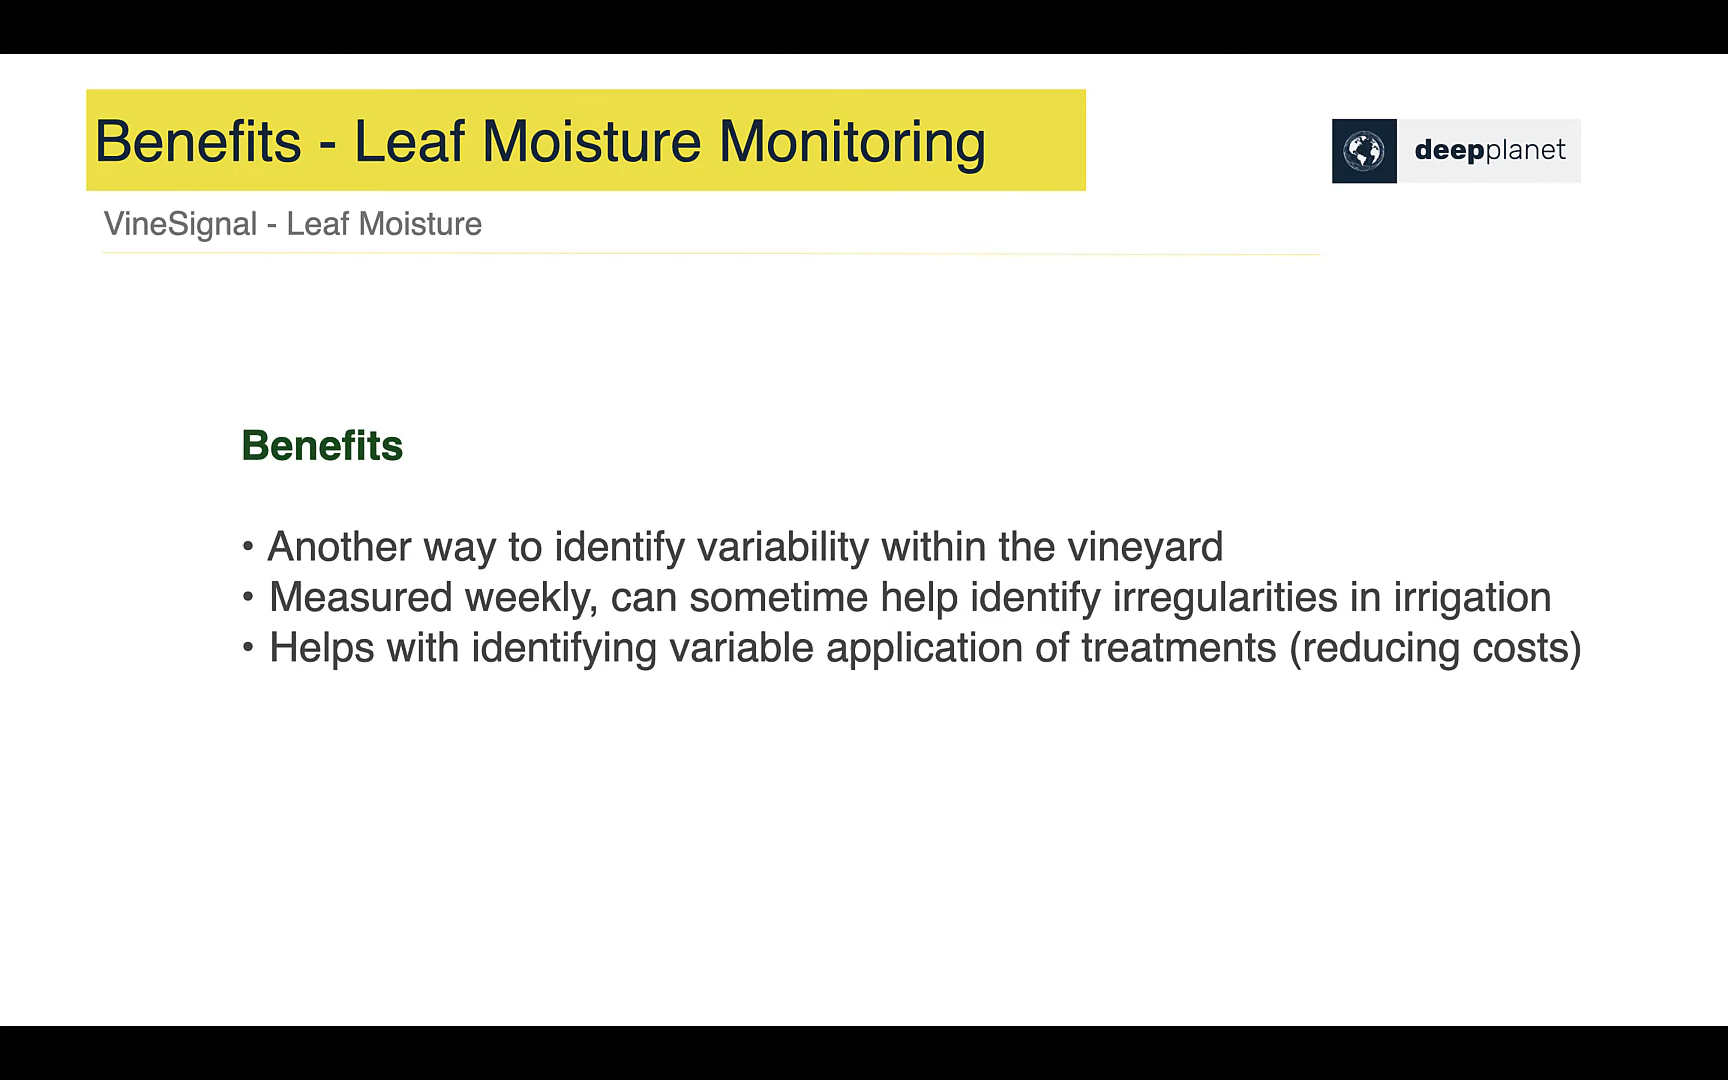 Benefits - Leaf Moisture Monitoring
deepplanet
VineSignal - Leaf Moisture
Benefits
• Another way to identify variability within the vineyard
• Measured weekly, can sometime help identify irregularities in irrigation
• Helps with identifying variable application of treatments (reducing costs)